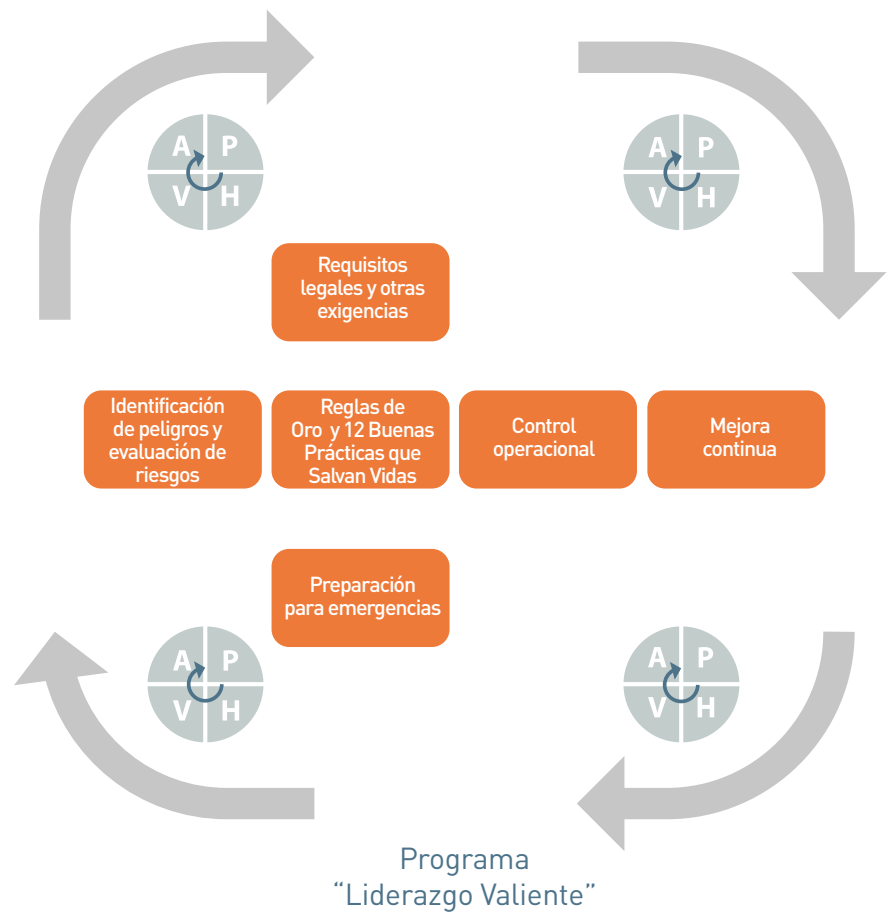 A P
V H
A P
V H
Requisitos
legales y otras
exigencias
Identificación
de peligros y
evaluación de
riesgos
Reglas de
Oro y 12 Buenas
Prácticas que
Salvan Vidas
Control
operacional
Mejora
continua
Preparación
para emergencias
A P
V H
A P
V H
Programa
“Liderazgo Valiente”